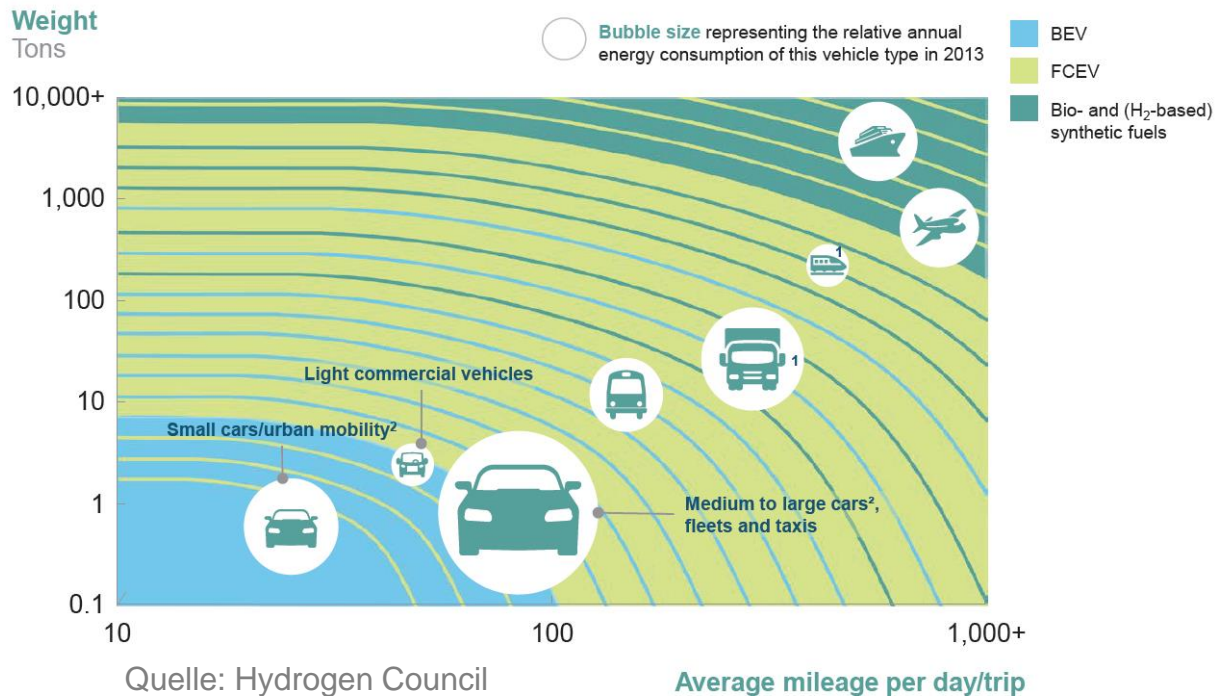 Weight
Tons
Bubble size representing the relative annual
energy consumption of this vehicle type in 2013
BEV
FCEV
Bio- and (H₂-based)
synthetic fuels
10,000+
1,000
100
10
1
0.1
1
1
Light commercial vehicles
Small cars/urban mobility²
Medium to large cars²,
fleets and taxis
10
100
1,000+
Quelle: Hydrogen Council
Average mileage per day/trip